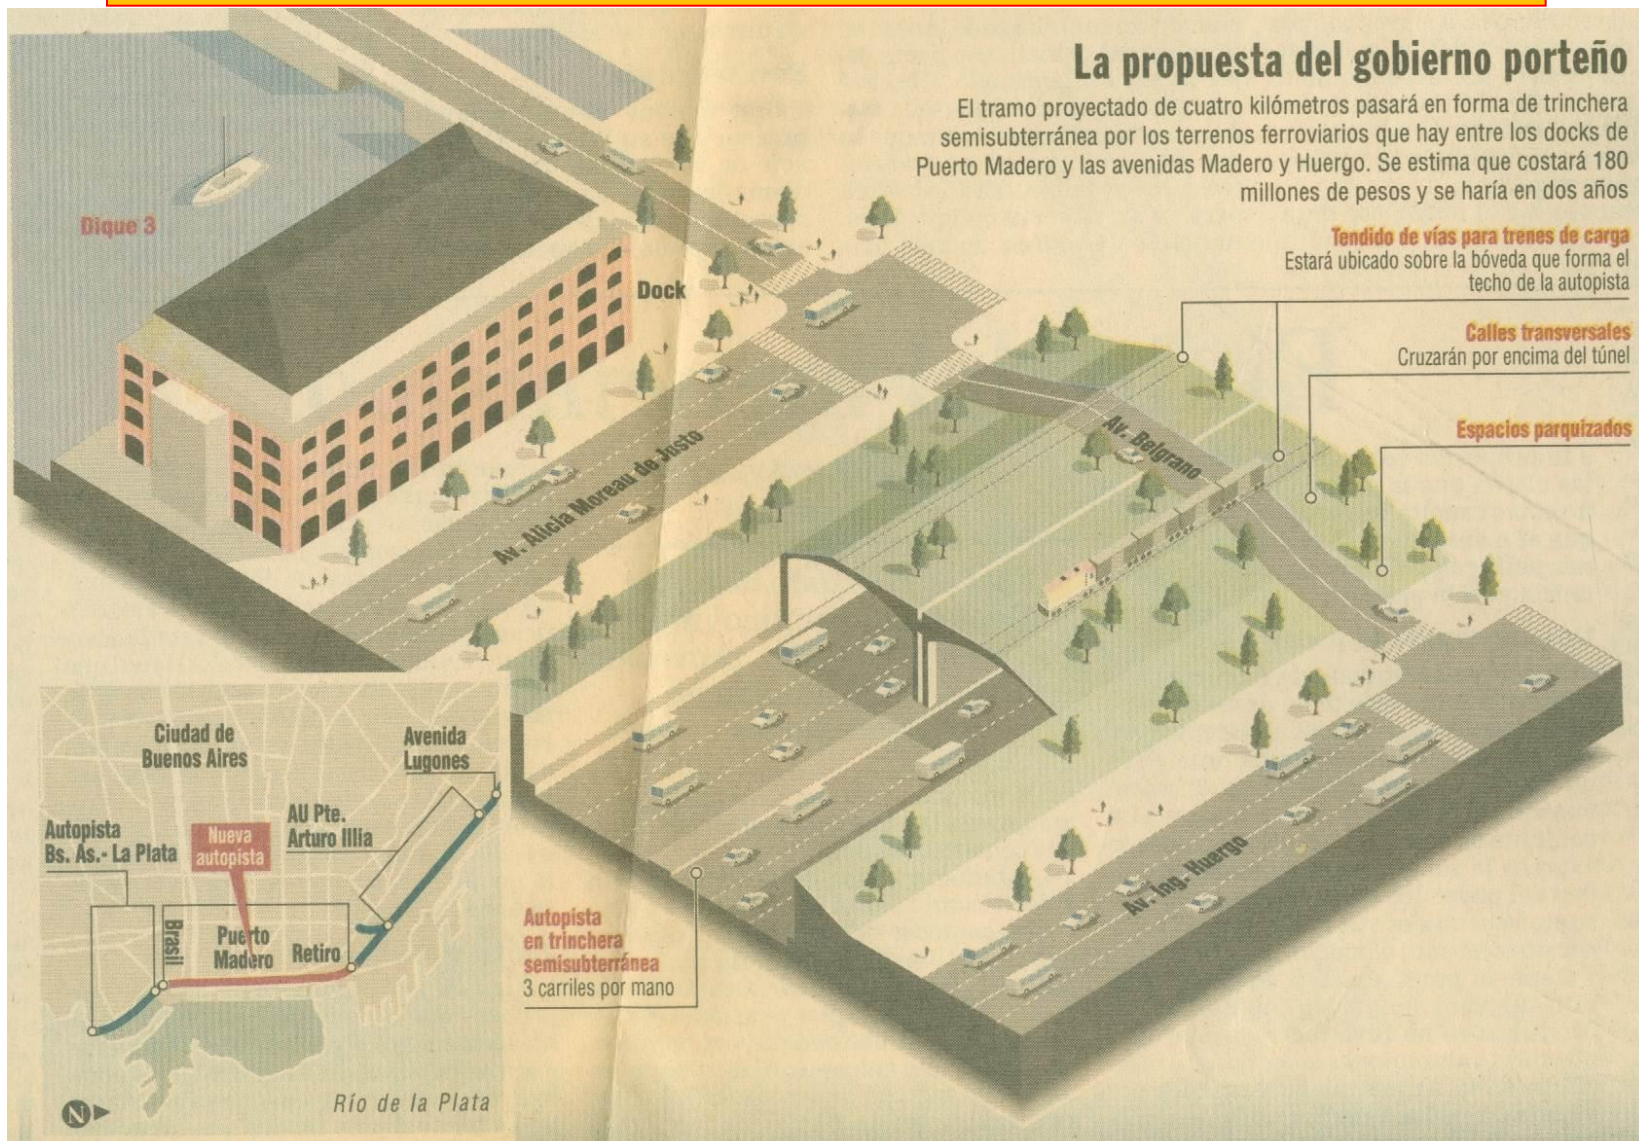 La propuesta del gobierno porteño
El tramo proyectado de cuatro kilómetros pasará en forma de trinchera
semisubterránea por los terrenos ferroviarios que hay entre los docks de
Puerto Madero y las avenidas Madero y Huergo. Se estima que costará 180
millones de pesos y se haría en dos años
Tendido de vías para trenes de carga
Estará ubicado sobre la bóveda que forma el
techo de la autopista
Calles transversales
Cruzarán por encima del túnel
Espacios parquizados
Dique 3
Dock
Av. Alicia Moreau de Justo
Av. Belgrano
Av. Ing. Huergo
Autopista
en trinchera
semisubterránea
3 carriles por mano
Ciudad de
Buenos Aires
Avenida
Lugones
AU Pte.
Arturo Illia
Autopista
Bs. As.- La Plata
Nueva
autopista
Brasil
Puerto
Madero
Retiro
Río de la Plata
N